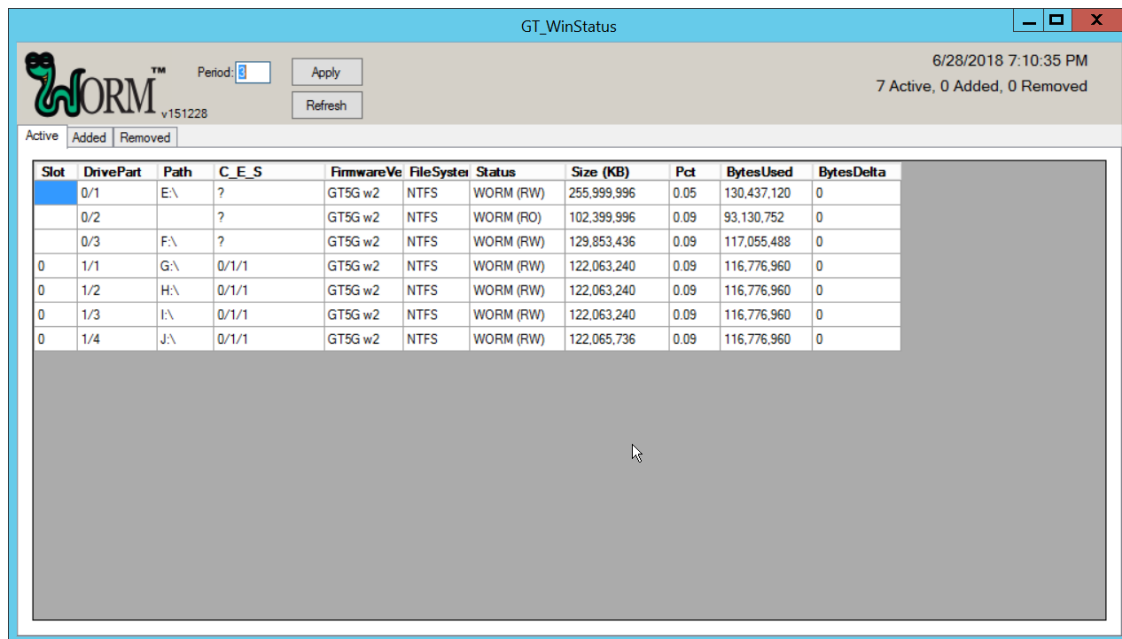 GT_WinStatus
WORM™ v151228
Period: 3
Apply
Refresh
6/28/2018 7:10:35 PM
7 Active, 0 Added, 0 Removed
Active Added Removed
Slot DrivePart Path C_E_S FirmwareVe FileSyster Status Size (KB) Pct BytesUsed BytesDelta
0/1 E:\ ? GT5G w2 NTFS WORM (RW) 255,999,996 0.05 130,437,120 0
0/2 ? GT5G w2 NTFS WORM (RO) 102,399,996 0.09 93,130,752 0
0/3 F:\ ? GT5G w2 NTFS WORM (RW) 129,853,436 0.09 117,055,488 0
0 1/1 G:\ 0/1/1 GT5G w2 NTFS WORM (RW) 122,063,240 0.09 116,776,960 0
0 1/2 H:\ 0/1/1 GT5G w2 NTFS WORM (RW) 122,063,240 0.09 116,776,960 0
0 1/3 I:\ 0/1/1 GT5G w2 NTFS WORM (RW) 122,063,240 0.09 116,776,960 0
0 1/4 J:\ 0/1/1 GT5G w2 NTFS WORM (RW) 122,065,736 0.09 116,776,960 0